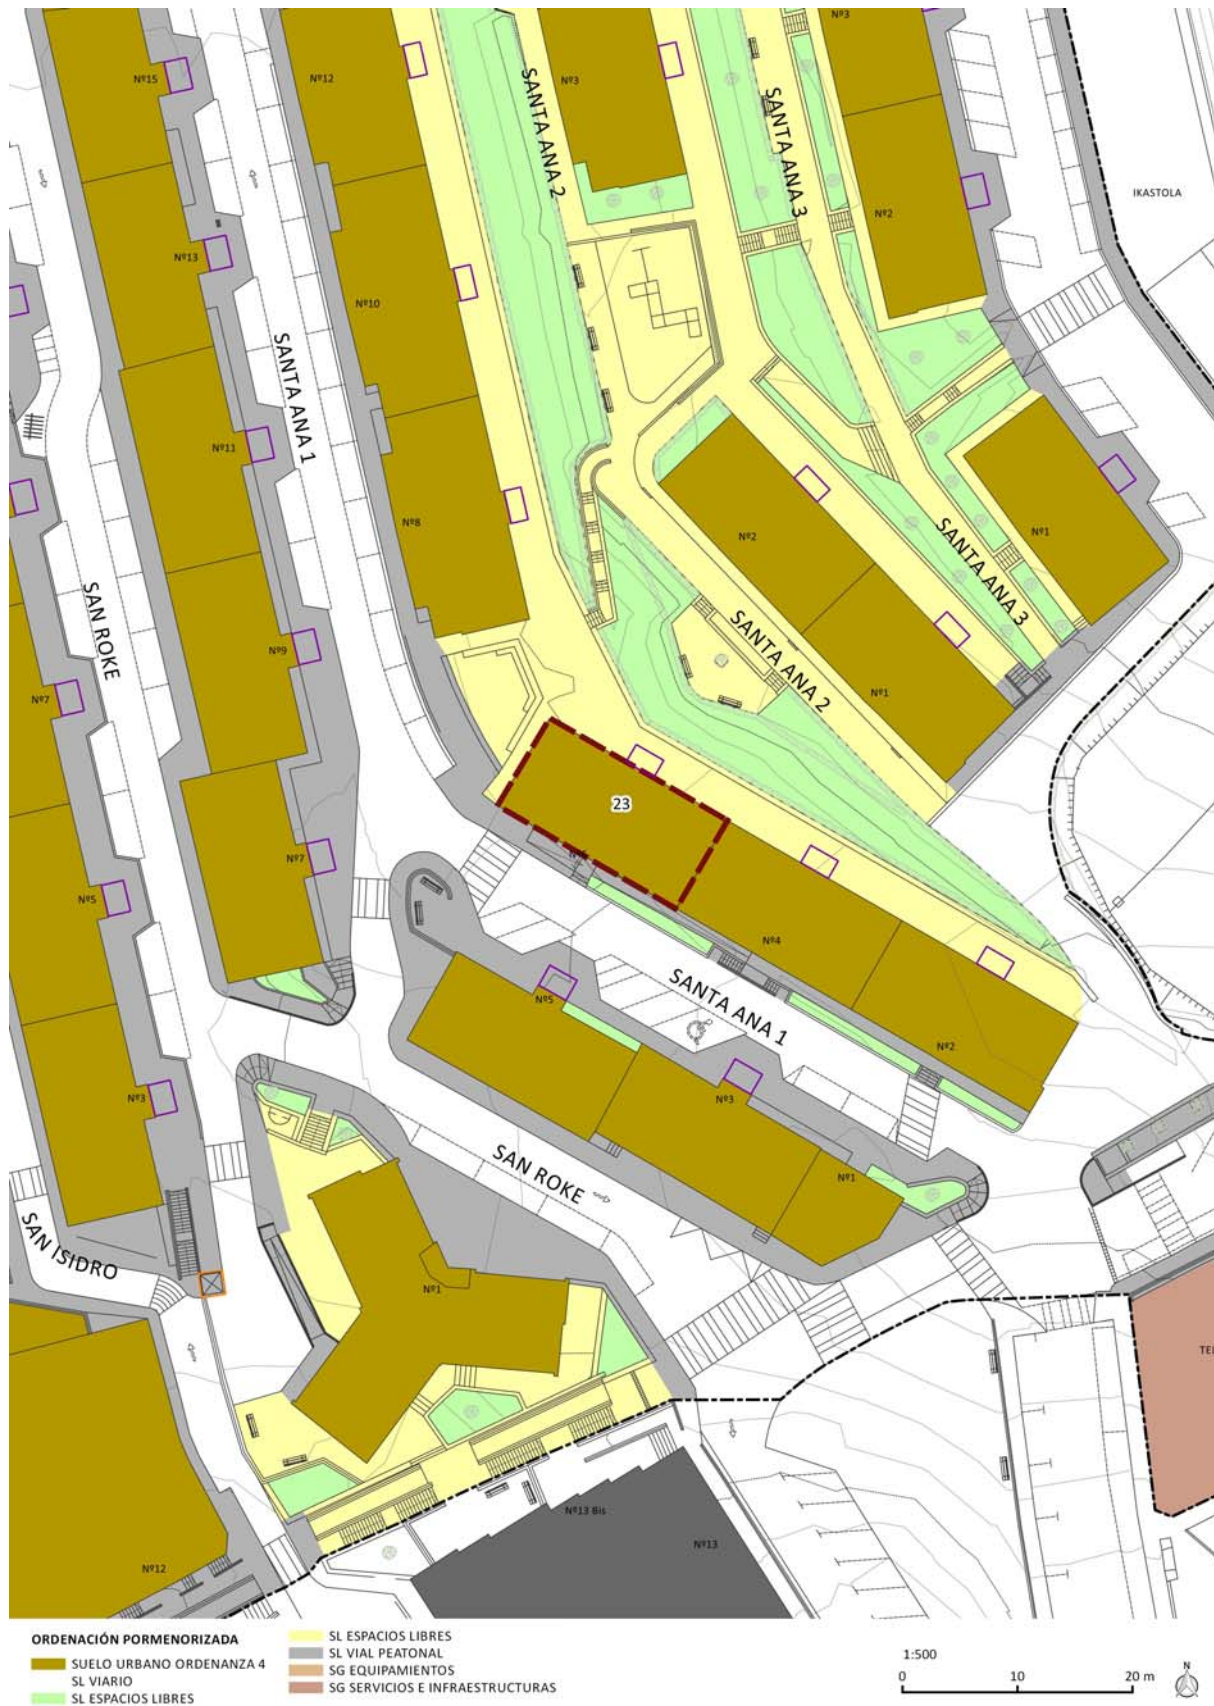 Nº15
Nº12
Nº3
Nº3
SANTA ANA 2
SANTA ANA 3
IKASTOLA
Nº2
Nº13
Nº10
SANTA ANA 1
Nº11
Nº8
Nº2
Nº1
SANTA ANA 3
SAN ROKE
Nº9
Nº7
SANTA ANA 2
Nº1
23
Nº7
Nº5
Nº4
SANTA ANA 1
Nº5
Nº2
Nº3
Nº3
SAN ROKE
Nº1
SAN ISIDRO
Nº1
Nº13 Bis
Nº13
Nº12
ORDENACIÓN PORMENORIZADA
SUELO URBANO ORDENANZA 4
SL VIARIO
SL ESPACIOS LIBRES
SL ESPACIOS LIBRES
SL VIAL PEATONAL
SG EQUIPAMIENTOS
SG SERVICIOS E INFRAESTRUCTURAS
1:500
0 10 20 m
N